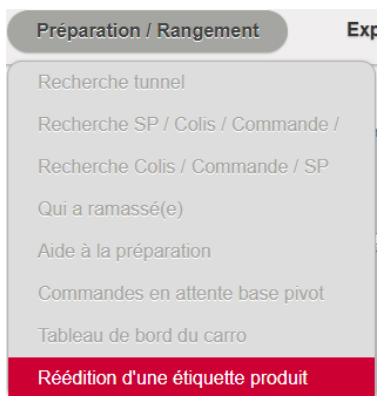 Préparation / Rangement Exp
Recherche tunnel
Recherche SP / Colis / Commande /
Recherche Colis / Commande / SP
Qui a ramassé(e)
Aide à la préparation
Commandes en attente base pivot
Tableau de bord du carro
Réédition d'une étiquette produit